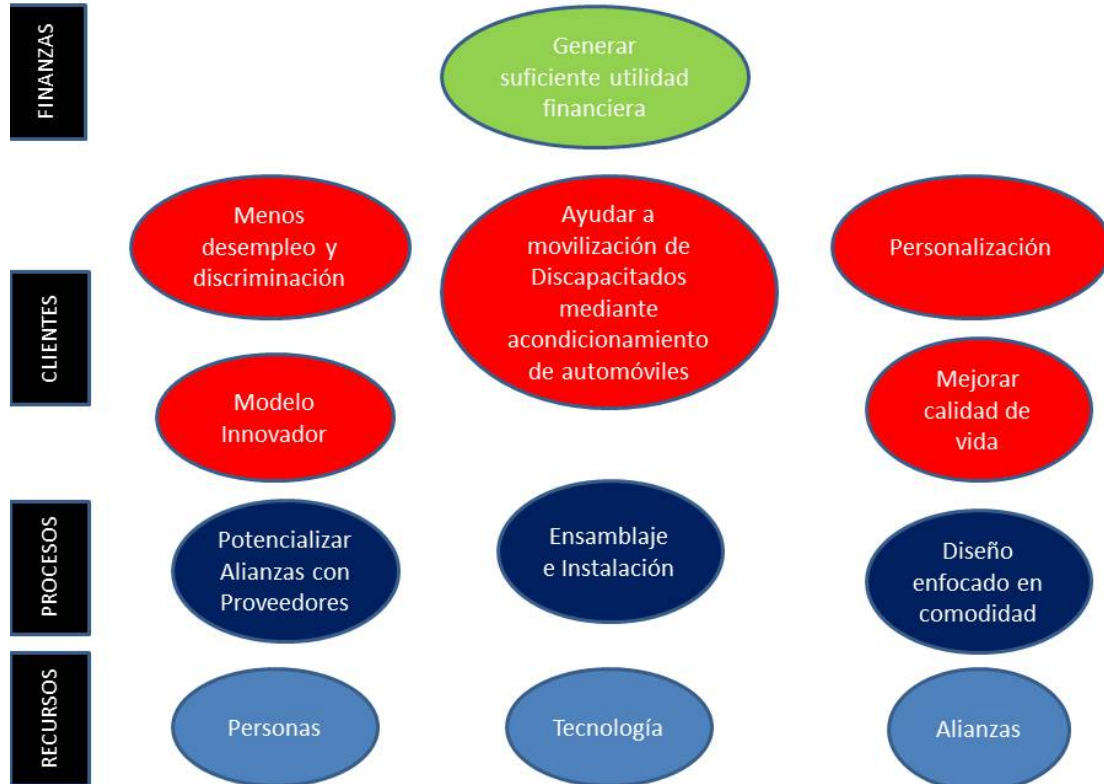 FINANZAS
Generar
suficiente utilidad
financiera
CLIENTES
Menos
desempleo y
discriminación
Ayudar a
movilización de
Discapacitados
mediante
acondicionamiento
de automóviles
Personalización
Modelo
Innovador
Mejorar
calidad de
vida
PROCESOS
Potencializar
Alianzas con
Proveedores
Ensamblaje
e Instalación
Diseño
enfocado en
comodidad
RECURSOS
Personas
Tecnología
Alianzas